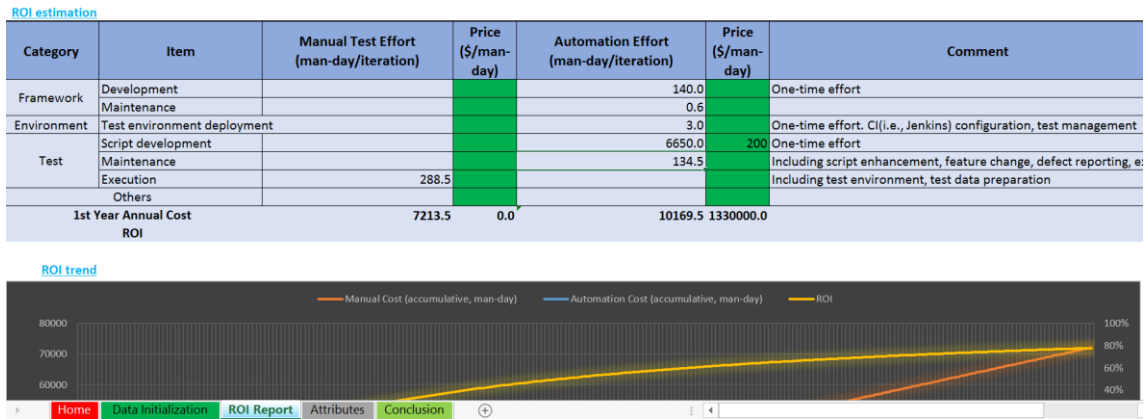 ROI estimation
Category Item Manual Test Effort (man-day/iteration) Price ($/man-day) Automation Effort (man-day/iteration) Price ($/man-day) Comment
Framework Development 140.0 One-time effort
Maintenance 0.6
Environment Test environment deployment 3.0 One-time effort. CI(i.e., Jenkins) configuration, test management
Test Script development 6650.0 200 One-time effort
Maintenance 134.5 Including script enhancement, feature change, defect reporting, e
Execution 288.5 Including test environment, test data preparation
Others
1st Year Annual Cost 7213.5 0.0 10169.5 1330000.0
ROI
ROI trend
Manual Cost (accumulative, man-day) Automation Cost (accumulative, man-day) ROI
80000 100%
70000 80%
60%
60000 40%
Home Data Initialization ROI Report Attributes Conclusion